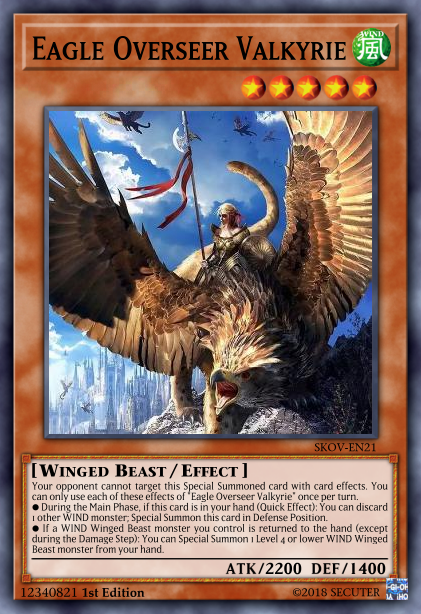 Eagle Overseer Valkyrie
WIND
風
SKOV-EN21
[Winged Beast/Effect]
Your opponent cannot target this Special Summoned card with card effects. You
can only use each of these effects of "Eagle Overseer Valkyrie" once per turn.
● During the Main Phase, if this card is in your hand (Quick Effect): You can discard
1 other WIND monster; Special Summon this card in Defense Position.
● If a WIND Winged Beast monster you control is returned to the hand (except
during the Damage Step): You can Special Summon 1 Level 4 or lower WIND Winged
Beast monster from your hand.
ATK/2200 DEF/1400
12340821 1st Edition
©2018 SECUTER